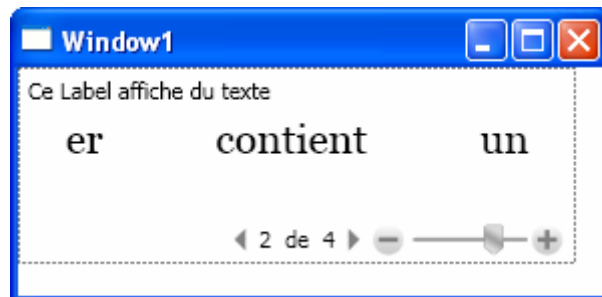 Window1
Ce Label affiche du texte
er contient un
2 de 4